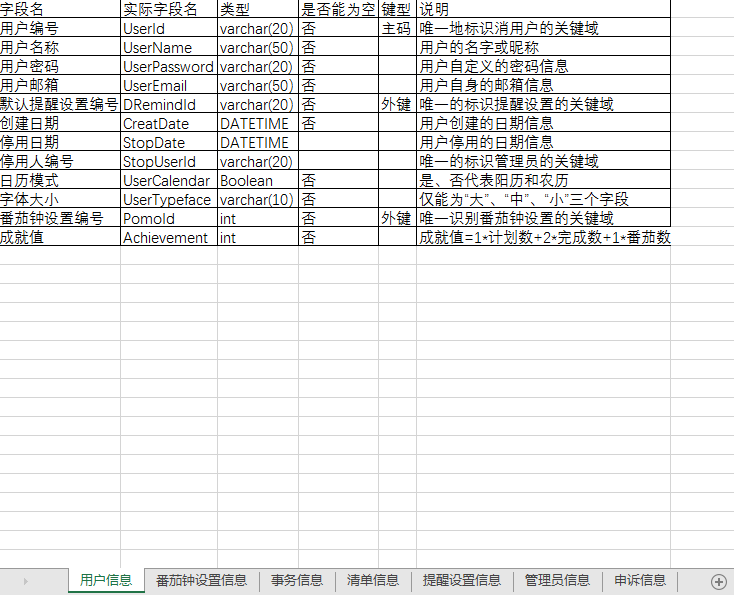 字段名 实际字段名 类型 是否能为空 键型 说明
用户编号 UserId varchar(20) 否 主码 唯一地标识消用户的关键域
用户名称 UserName varchar(50) 否 用户的名字或昵称
用户密码 UserPassword varchar(20) 否 用户自定义的密码信息
用户邮箱 UserEmail varchar(50) 否 用户自身的邮箱信息
默认提醒设置编号 DRemindId varchar(20) 否 外键 唯一的标识提醒设置的关键域
创建日期 CreatDate DATETIME 否 用户创建的日期信息
停用日期 StopDate DATETIME 用户停用的日期信息
停用人编号 StopUserId varchar(20) 唯一的标识管理员的关键域
日历模式 UserCalendar Boolean 否 是、否代表阳历和农历
字体大小 UserTypeface varchar(10) 否 仅能为“大”、“中”、“小”三个字段
番茄钟设置编号 PomoId int 否 外键 唯一识别番茄钟设置的关键域
成就值 Achievement int 否 成就值=1*计划数+2*完成数+1*番茄数
用户信息 番茄钟设置信息 事务信息 清单信息 提醒设置信息 管理员信息 申诉信息